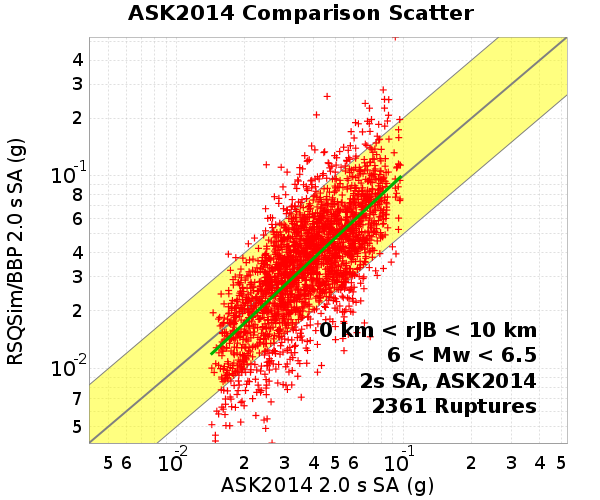 ASK2014 Comparison Scatter
RSQSim/BBP 2.0 s SA (g)
4
3
2
10-1
8
6
4
3
2
10-2
7
5
0 km < rJB < 10 km
6 < Mw < 6.5
2s SA, ASK2014
2361 Ruptures
5 6 10-2 2 3 4 5 6 10-1 2 3 4 5
ASK2014 2.0 s SA (g)